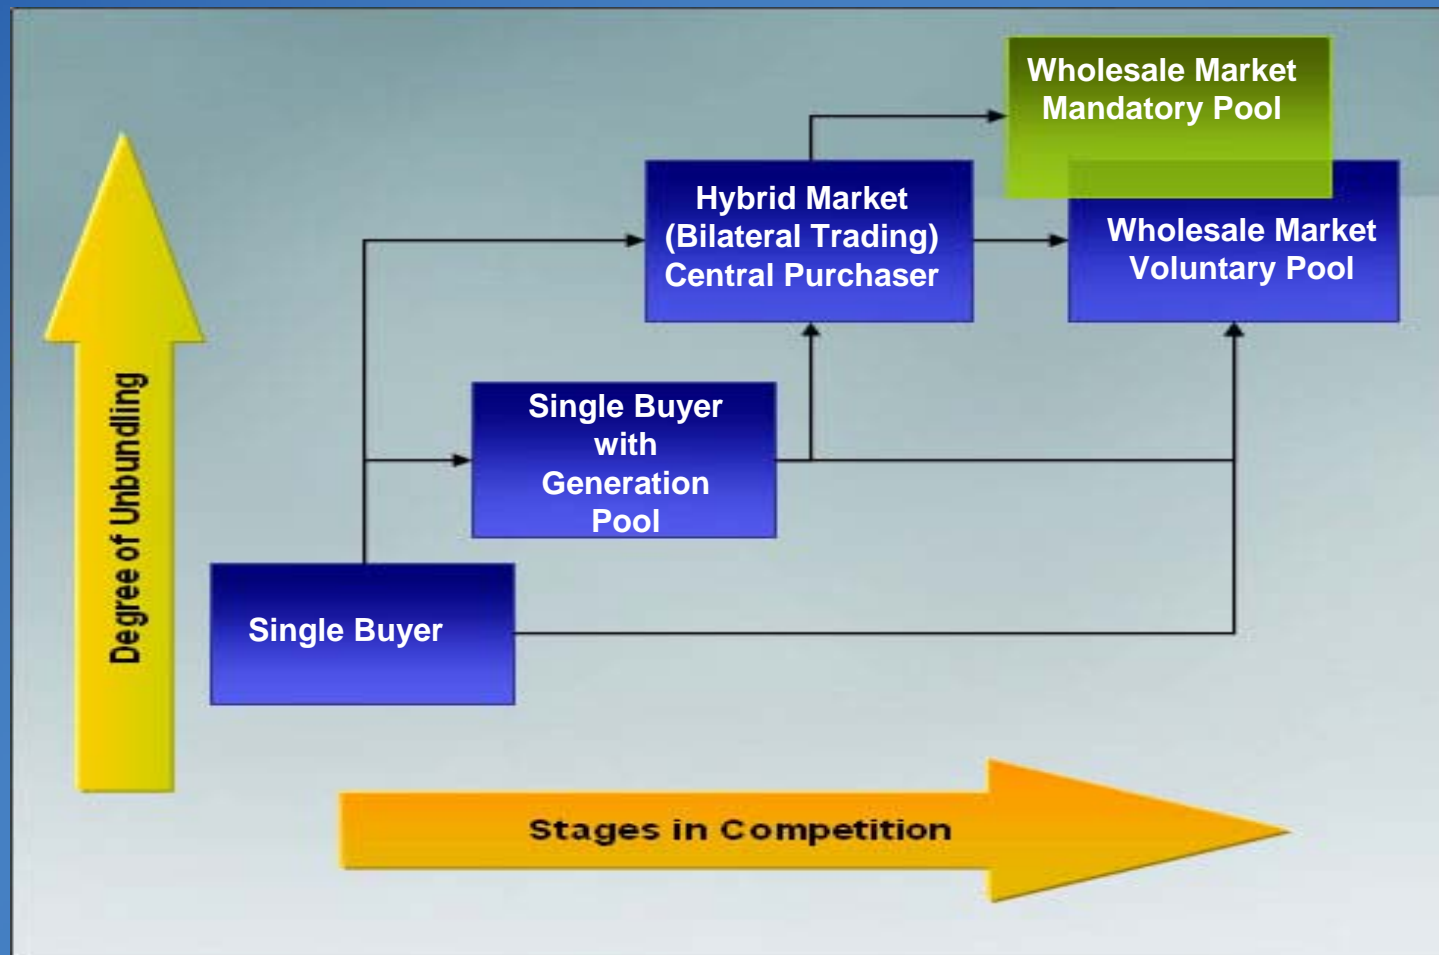 Wholesale Market
Mandatory Pool
Hybrid Market
(Bilateral Trading)
Central Purchaser
Wholesale Market
Voluntary Pool
Single Buyer
with
Generation
Pool
Single Buyer
Degree of Unbundling
Stages in Competition